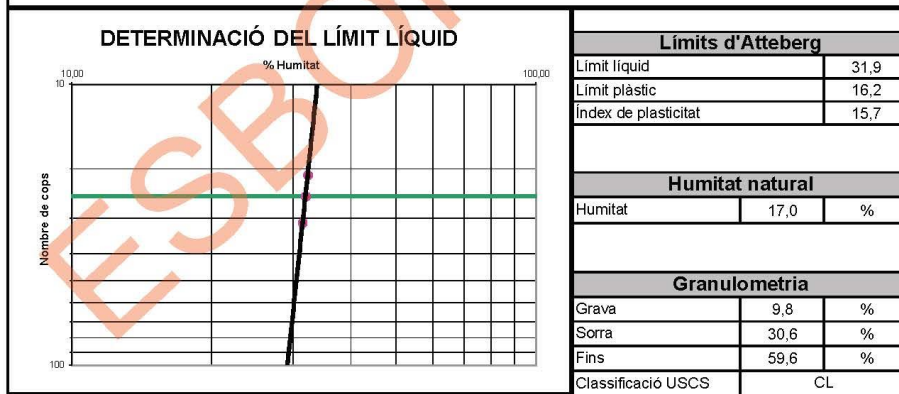 DETERMINACIÓ DEL LÍMIT LÍQUID
% Humitat
10,00
100,00
10
Nombre de cops
100
Límits d'Atteberg
Límit líquid 31,9
Límit plàstic 16,2
Índex de plasticitat 15,7
Humitat natural
Humitat 17,0 %
Granulometria
Grava 9,8 %
Sorra 30,6 %
Fins 59,6 %
Classificació USCS CL